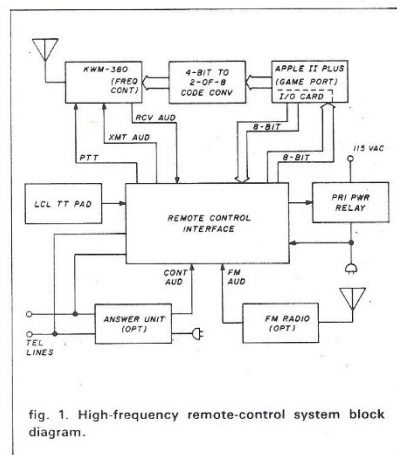 KWM-380
(FREQ
CONT)
4-BIT TO
2-OF-8
CODE CONV
APPLE II PLUS
(GAME PORT)
I/O CARD
RCV AUD
XMT AUD
PTT
8-BIT
8-BIT
115 VAC
LCL TT PAD
REMOTE CONTROL
INTERFACE
PRI PWR
RELAY
CONT
AUD
FM
AUD
TEL
LINES
ANSWER UNIT
(OPT)
FM RADIO
(OPT)
fig. 1. High-frequency remote-control system block
diagram.